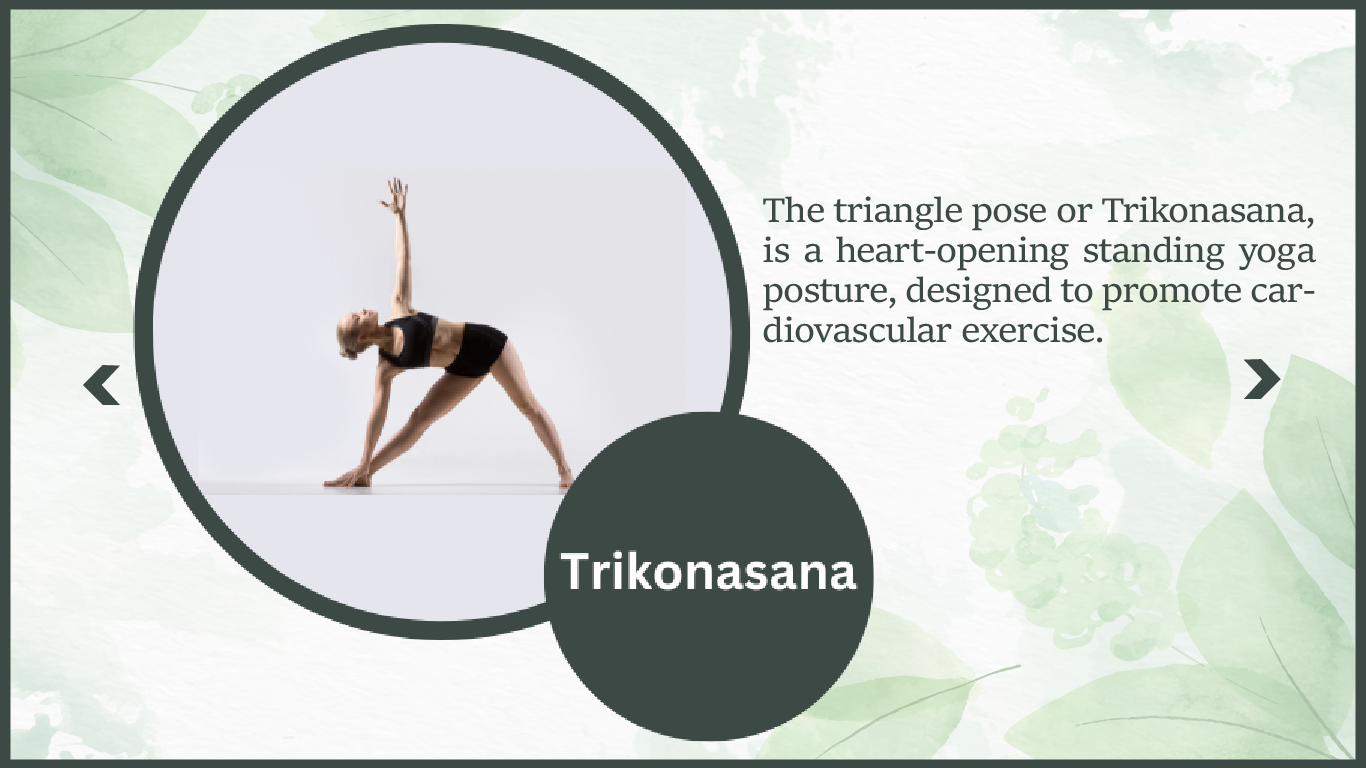 The triangle pose or Trikonasana,
is a heart-opening standing yoga
posture, designed to promote car-
diovascular exercise.
Trikonasana